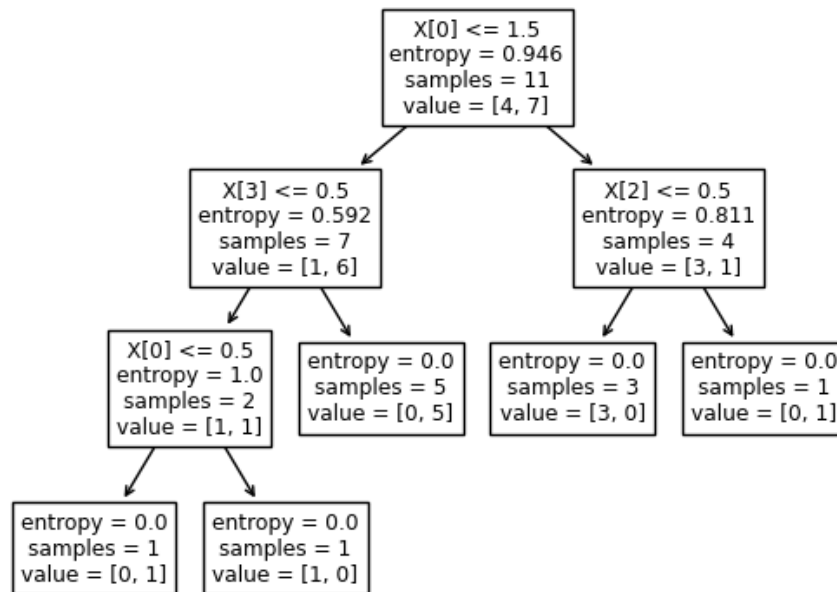 X[0] <= 1.5
entropy = 0.946
samples = 11
value = [4, 7]
X[3] <= 0.5
entropy = 0.592
samples = 7
value = [1, 6]
X[2] <= 0.5
entropy = 0.811
samples = 4
value = [3, 1]
X[0] <= 0.5
entropy = 1.0
samples = 2
value = [1, 1]
entropy = 0.0
samples = 5
value = [0, 5]
entropy = 0.0
samples = 3
value = [3, 0]
entropy = 0.0
samples = 1
value = [0, 1]
entropy = 0.0
samples = 1
value = [0, 1]
entropy = 0.0
samples = 1
value = [1, 0]